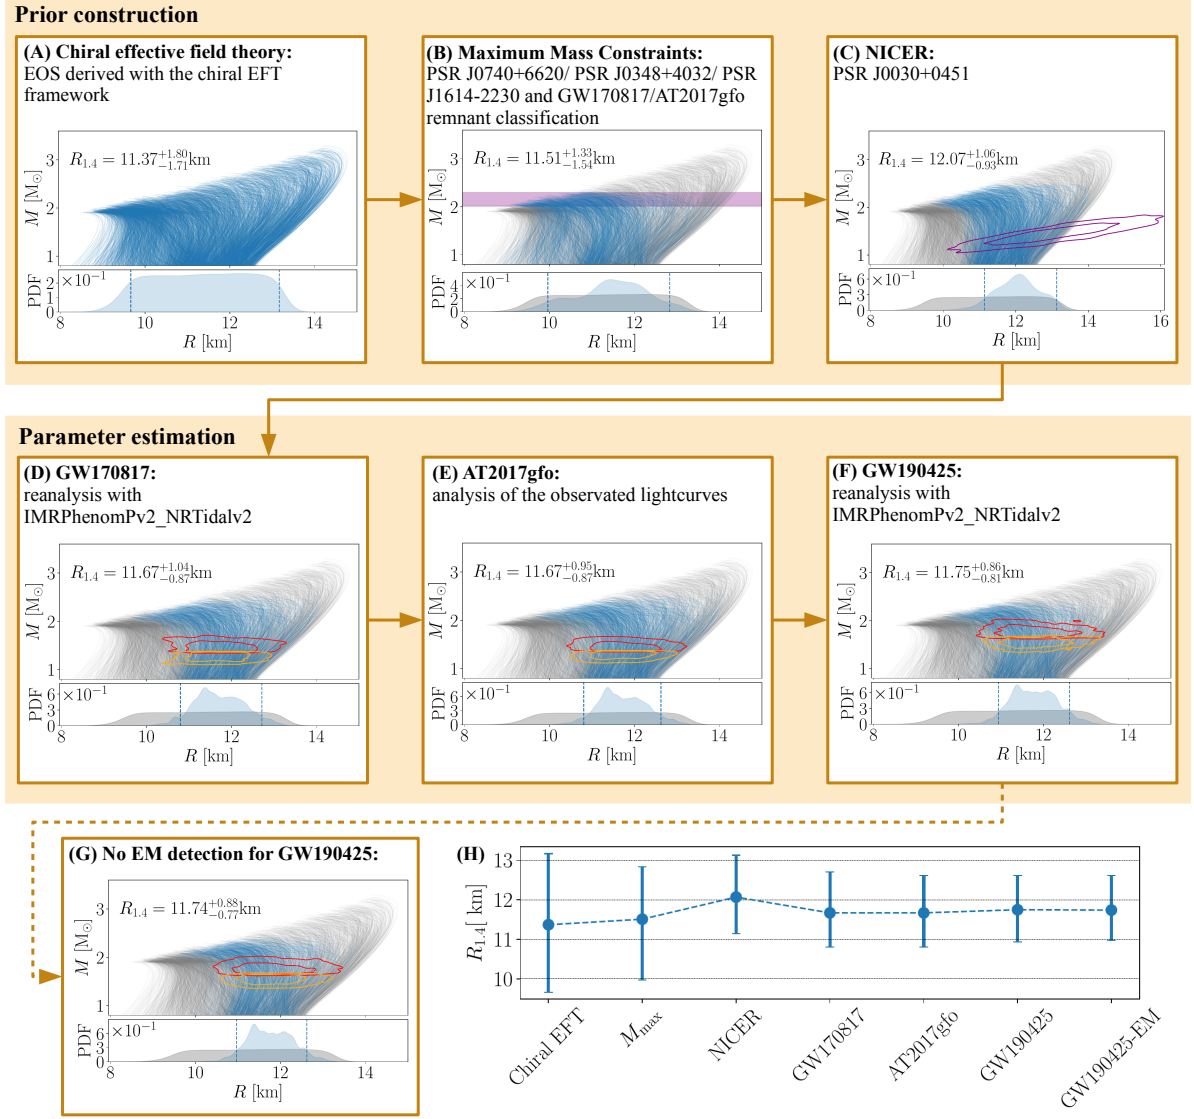 Prior construction
(A) Chiral effective field theory:
EOS derived with the chiral EFT
framework
R1.4 = 11.37+1.80−1.71km
M [M⊙]
3
2
1
PDF
×10−1
2
1
0
8 10 12 14
R [km]
(B) Maximum Mass Constraints:
PSR J0740+6620/ PSR J0348+4032/ PSR
J1614-2230 and GW170817/AT2017gfo
remnant classification
R1.4 = 11.51+1.33−1.54km
M [M⊙]
3
2
1
PDF
×10−1
4
2
0
8 10 12 14
R [km]
(C) NICER:
PSR J0030+0451
R1.4 = 12.07+1.06−0.93km
M [M⊙]
3
2
1
PDF
×10−1
6
3
0
8 10 12 14 16
R [km]
Parameter estimation
(D) GW170817:
reanalysis with
IMRPhenomPv2_NRTidalv2
R1.4 = 11.67+1.04−0.87km
M [M⊙]
3
2
1
PDF
×10−1
6
3
0
8 10 12 14
R [km]
(E) AT2017gfo:
analysis of the observed lightcurves
R1.4 = 11.67+0.95−0.87km
M [M⊙]
3
2
1
PDF
×10−1
6
3
0
8 10 12 14
R [km]
(F) GW190425:
reanalysis with
IMRPhenomPv2_NRTidalv2
R1.4 = 11.75+0.86−0.81km
M [M⊙]
3
2
1
PDF
×10−1
6
3
0
8 10 12 14
R [km]
(G) No EM detection for GW190425:
R1.4 = 11.74+0.88−0.77km
M [M⊙]
3
2
1
PDF
×10−1
6
3
0
8 10 12 14
R [km]
(H)
R1.4[ km]
13
12
11
10
Chiral EFT
Mmax
NICER
GW170817
AT2017gfo
GW190425
GW190425-EM